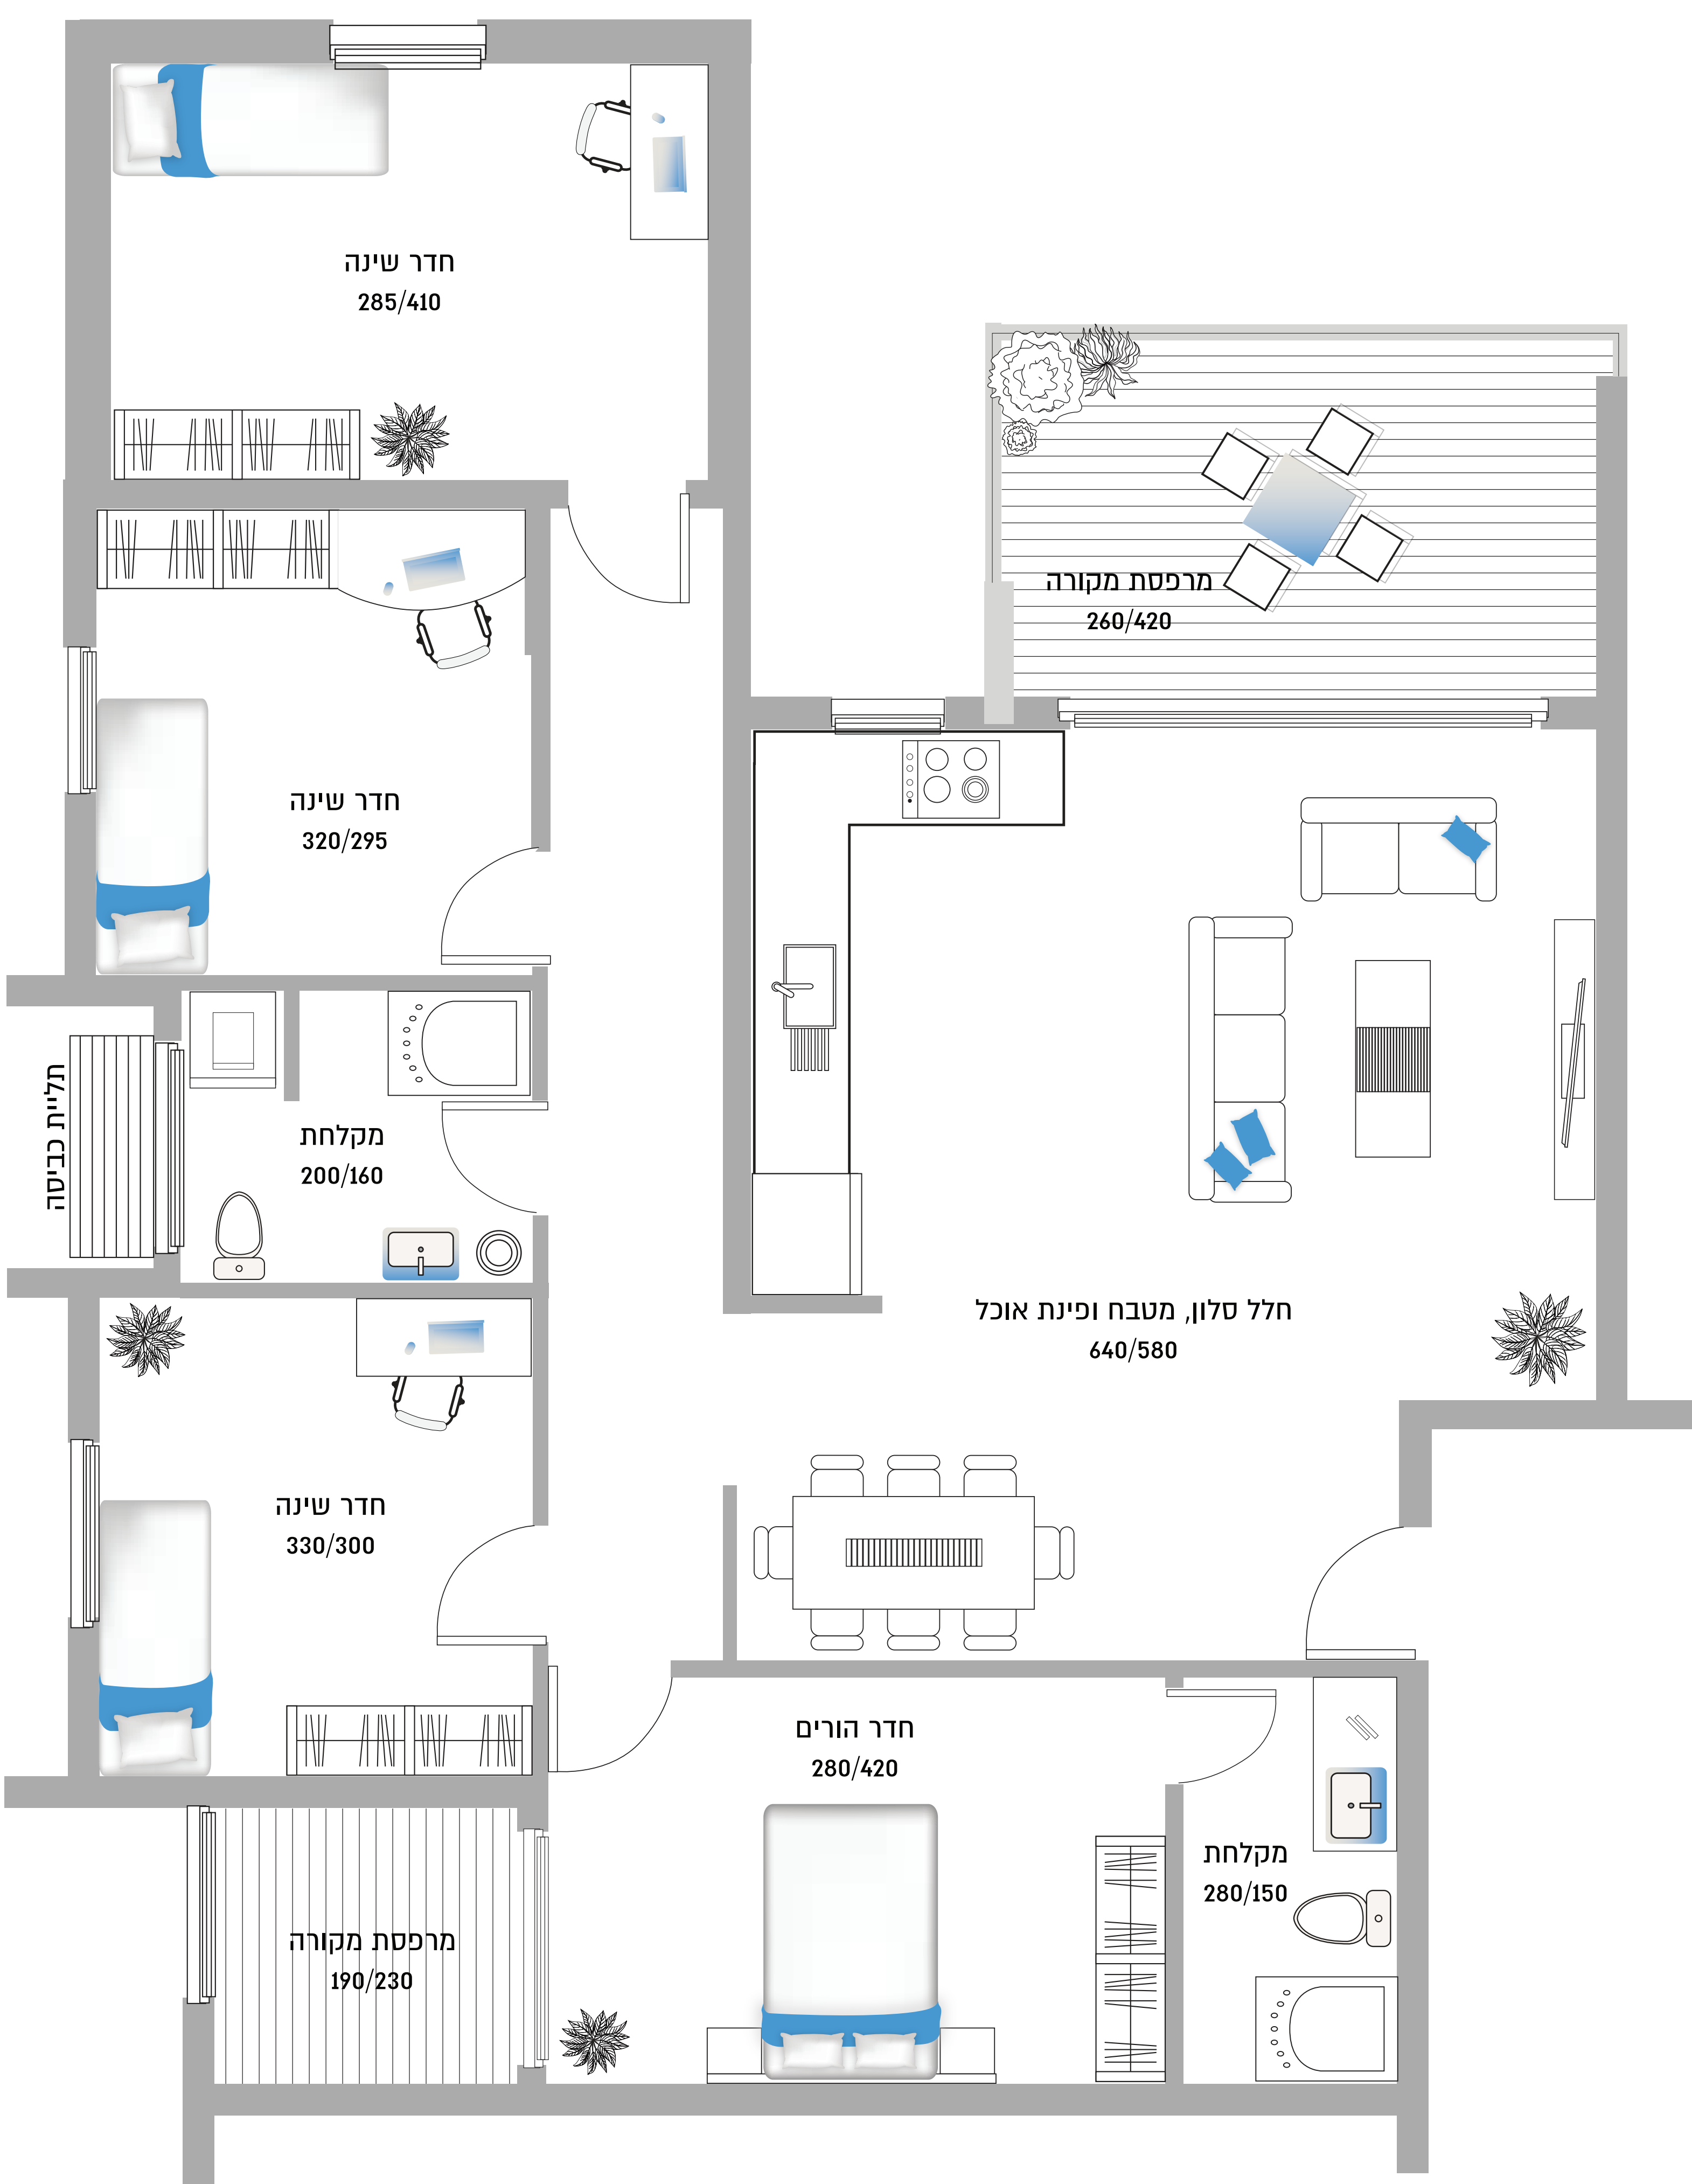 חדר שינה
285/410
מרפסת מקורה
260/420
חדר שינה
320/295
תליית כביסה
מקלחת
200/160
חלל סלון, מטבח ופינת אוכל
640/580
חדר שינה
330/300
חדר הורים
280/420
מקלחת
280/150
מרפסת מקורה
190/230